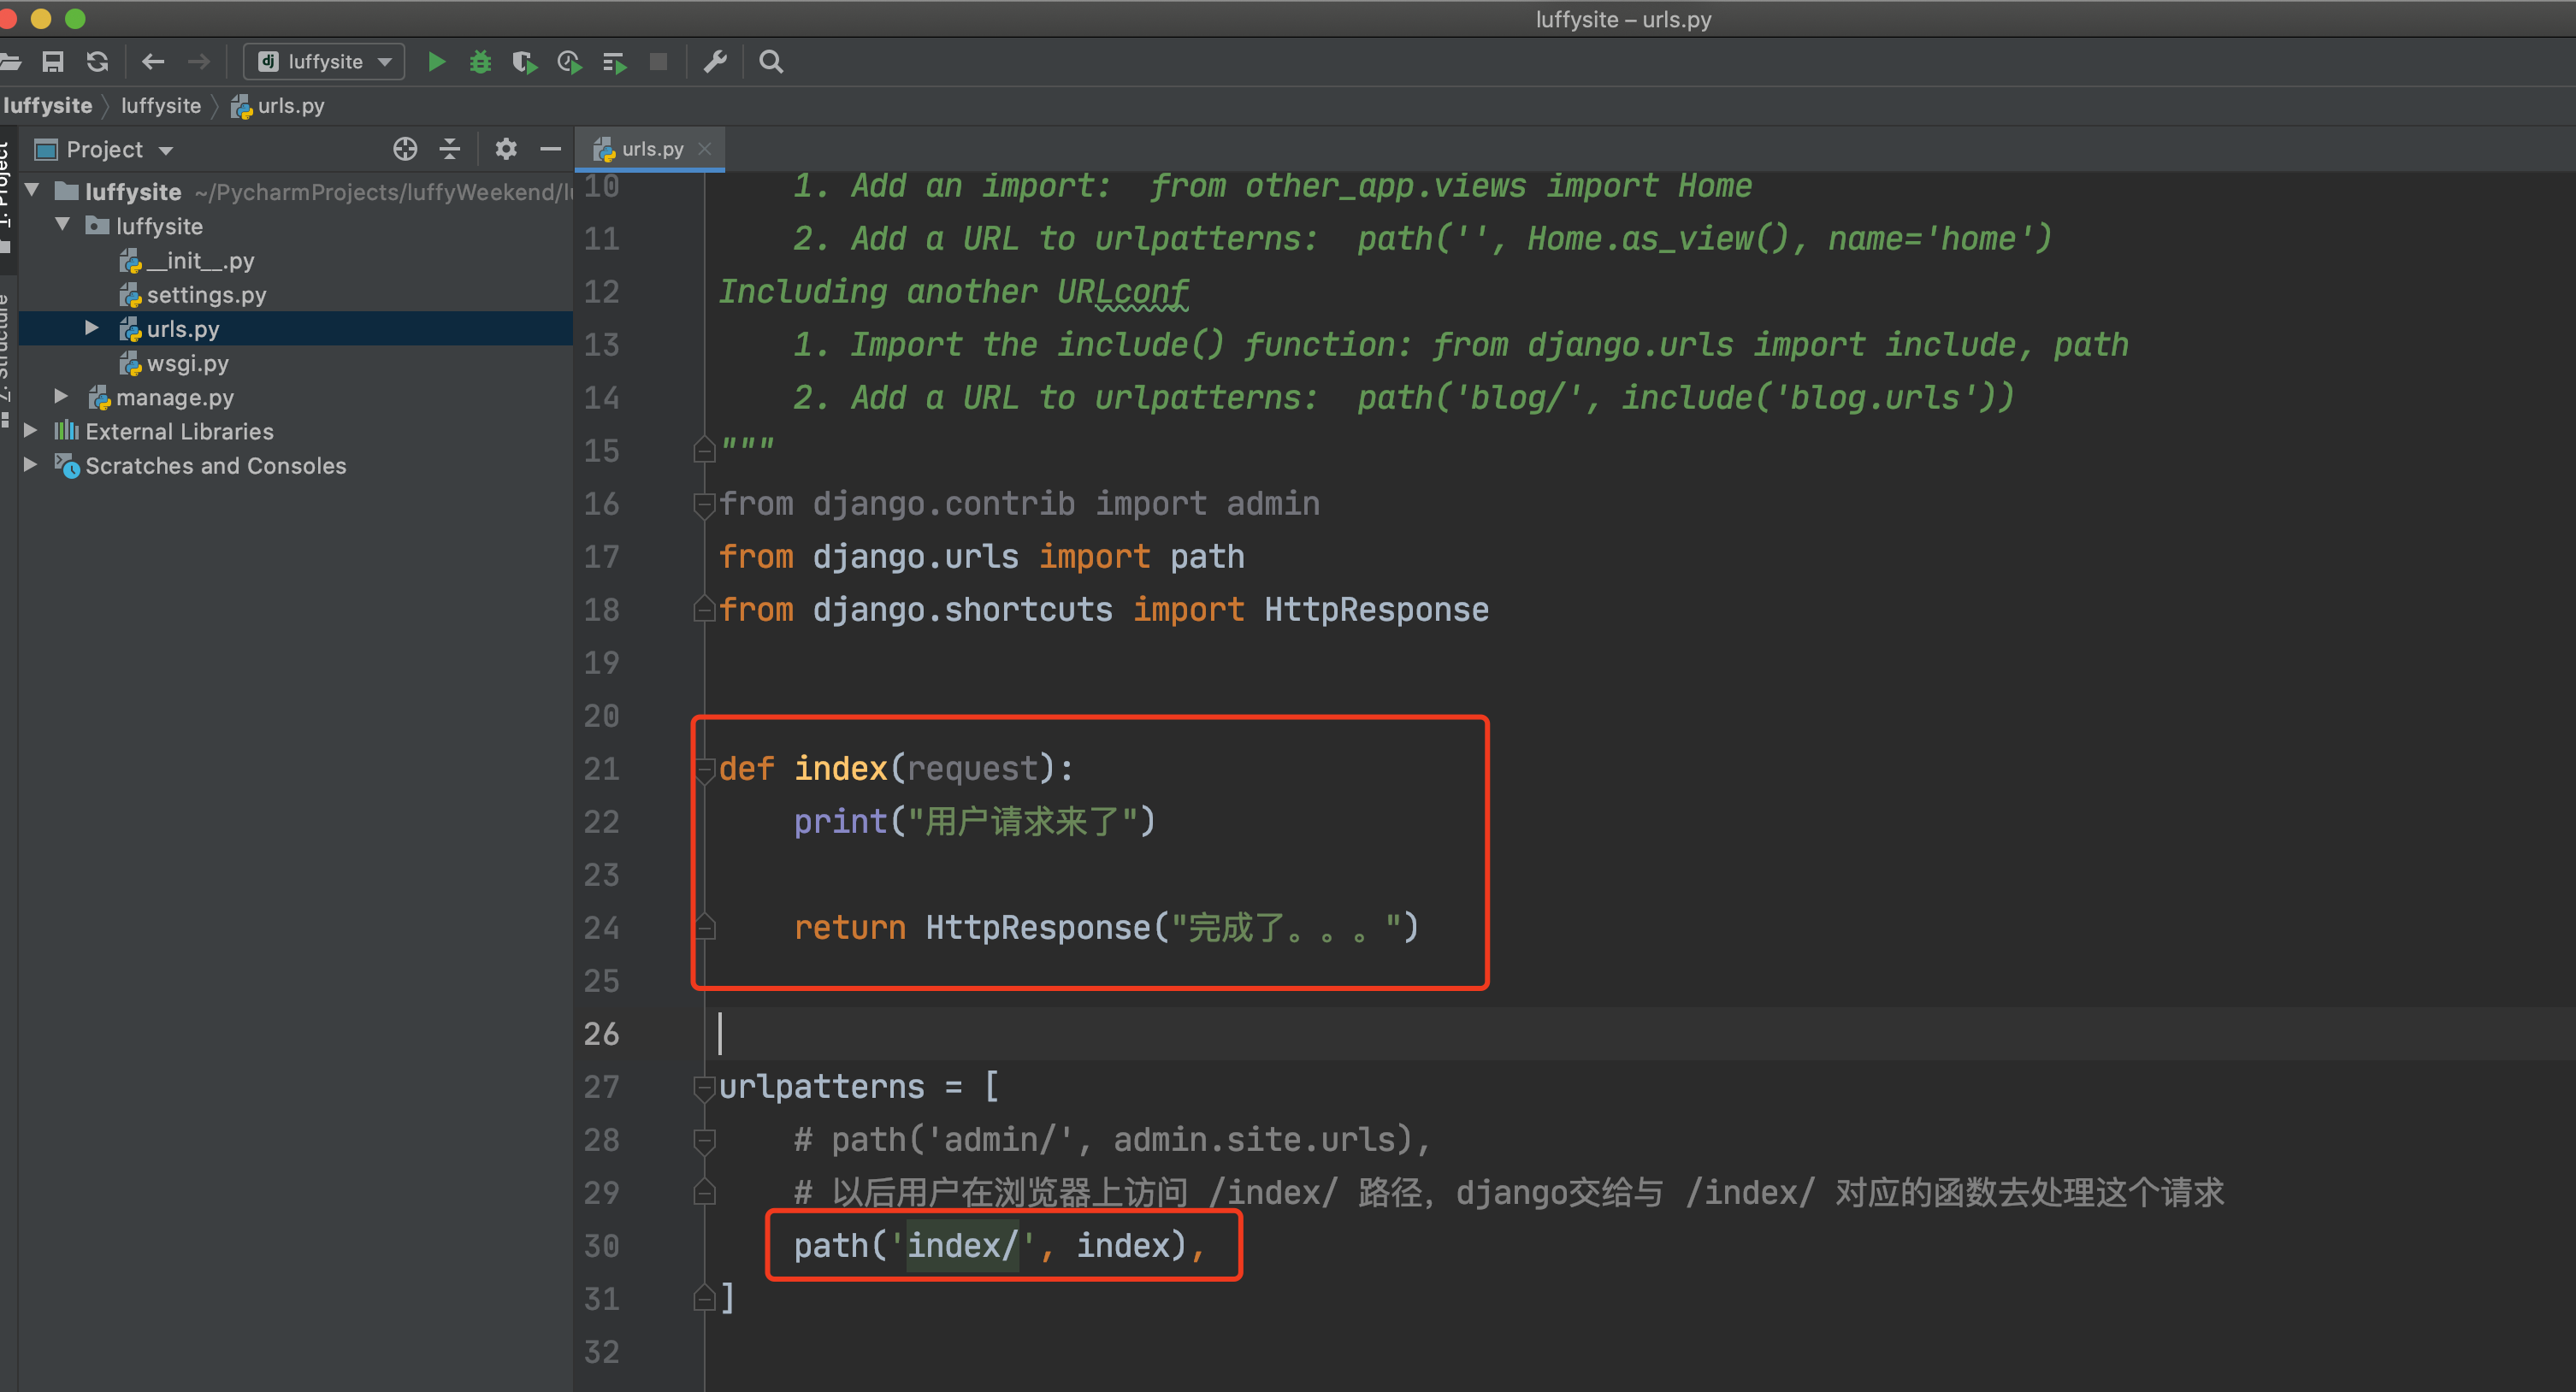 luffysite – urls.py
dj luffysite
luffysite 〉 luffysite 〉 urls.py
Project
urls.py
luffysite ~/PycharmProjects/luffyWeekend/
luffysite
__init__.py
settings.py
urls.py
wsgi.py
manage.py
External Libraries
Scratches and Consoles
1: Project
Z: Structure
10 1. Add an import:  from other_app.views import Home
11 2. Add a URL to urlpatterns:  path('', Home.as_view(), name='home')
12 Including another URLconf
13 1. Import the include() function: from django.urls import include, path
14 2. Add a URL to urlpatterns:  path('blog/', include('blog.urls'))
15 """
16 from django.contrib import admin
17 from django.urls import path
18 from django.shortcuts import HttpResponse
19
20
21 def index(request):
22 print("用户请求来了")
23
24 return HttpResponse("完成了。。。")
25
26
27 urlpatterns = [
28 # path('admin/', admin.site.urls),
29 # 以后用户在浏览器上访问 /index/ 路径，django交给与 /index/ 对应的函数去处理这个请求
30 path('index/', index),
31 ]
32